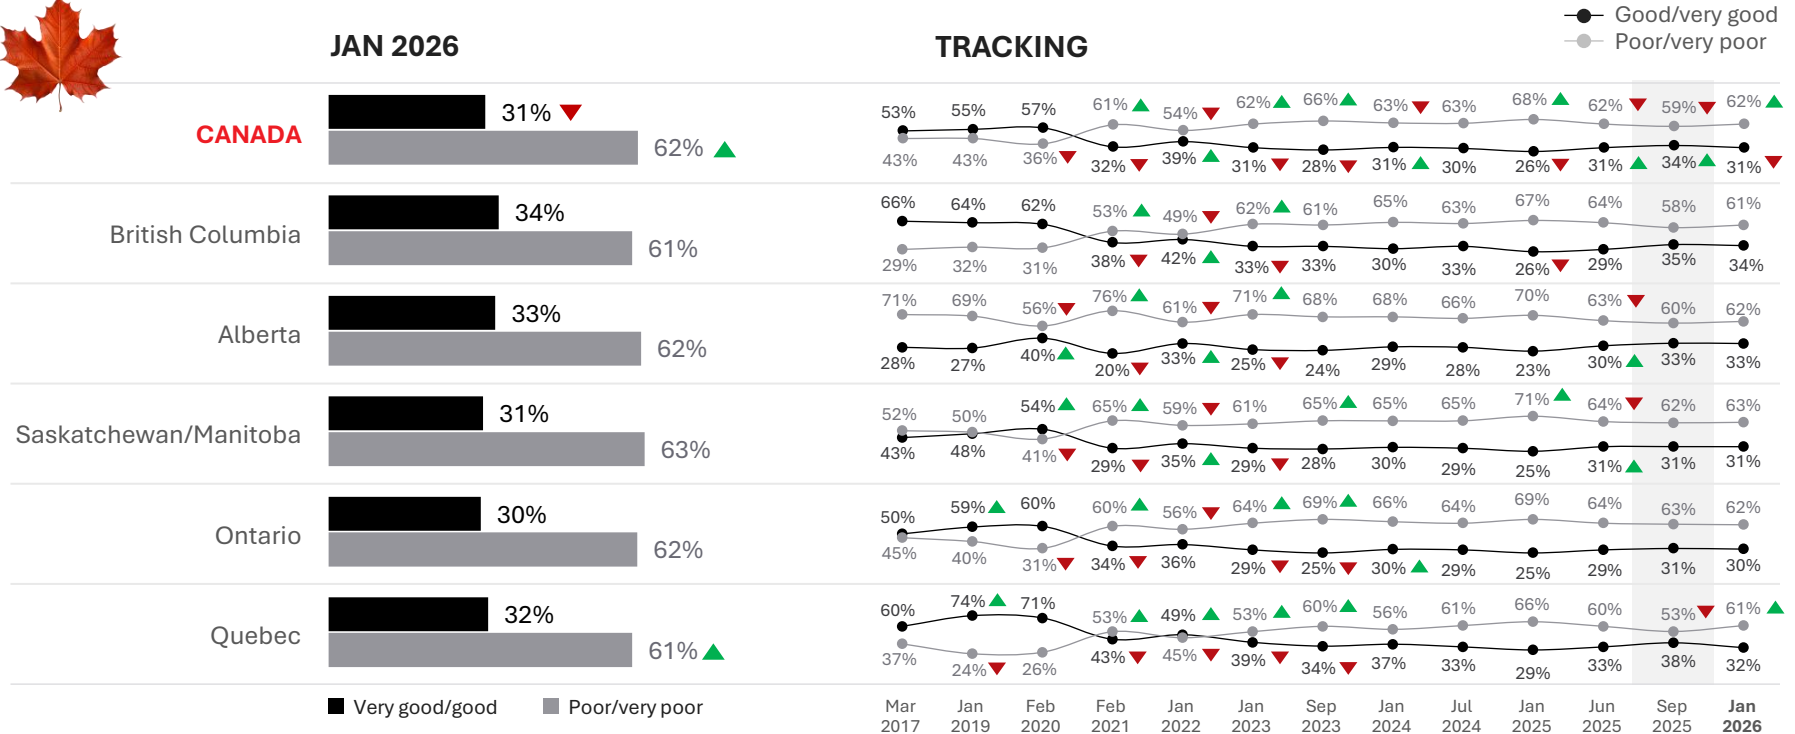 Good/very good
Poor/very poor
JAN 2026
TRACKING
CANADA
31%
62%
53% 55% 57% 61% 54% 62% 66% 63% 63% 68% 62% 59% 62%
43% 43% 36% 32% 39% 31% 28% 31% 30% 26% 31% 34% 31%
British Columbia
34%
61%
66% 64% 62% 53% 49% 62% 61% 65% 63% 67% 64% 58% 61%
29% 32% 31% 38% 42% 33% 33% 30% 33% 26% 29% 35% 34%
Alberta
33%
62%
71% 69% 56% 76% 61% 71% 68% 68% 66% 70% 63% 60% 62%
28% 27% 40% 20% 33% 25% 24% 29% 28% 23% 30% 33% 33%
Saskatchewan/Manitoba
31%
63%
52% 50% 54% 65% 59% 61% 65% 65% 65% 71% 64% 62% 63%
43% 48% 41% 29% 35% 29% 28% 30% 29% 25% 31% 31% 31%
Ontario
30%
62%
50% 59% 60% 60% 56% 64% 69% 66% 64% 69% 64% 63% 62%
45% 40% 31% 34% 36% 29% 25% 30% 29% 25% 29% 31% 30%
Quebec
32%
61%
60% 74% 71% 53% 49% 53% 60% 56% 61% 66% 60% 53% 61%
37% 24% 26% 43% 45% 39% 34% 37% 33% 29% 33% 38% 32%
Very good/good
Poor/very poor
Mar Jan Feb Feb Jan Jan Sep Jan Jul Jan Jun Sep Jan
2017 2019 2020 2021 2022 2023 2023 2024 2024 2025 2025 2025 2026